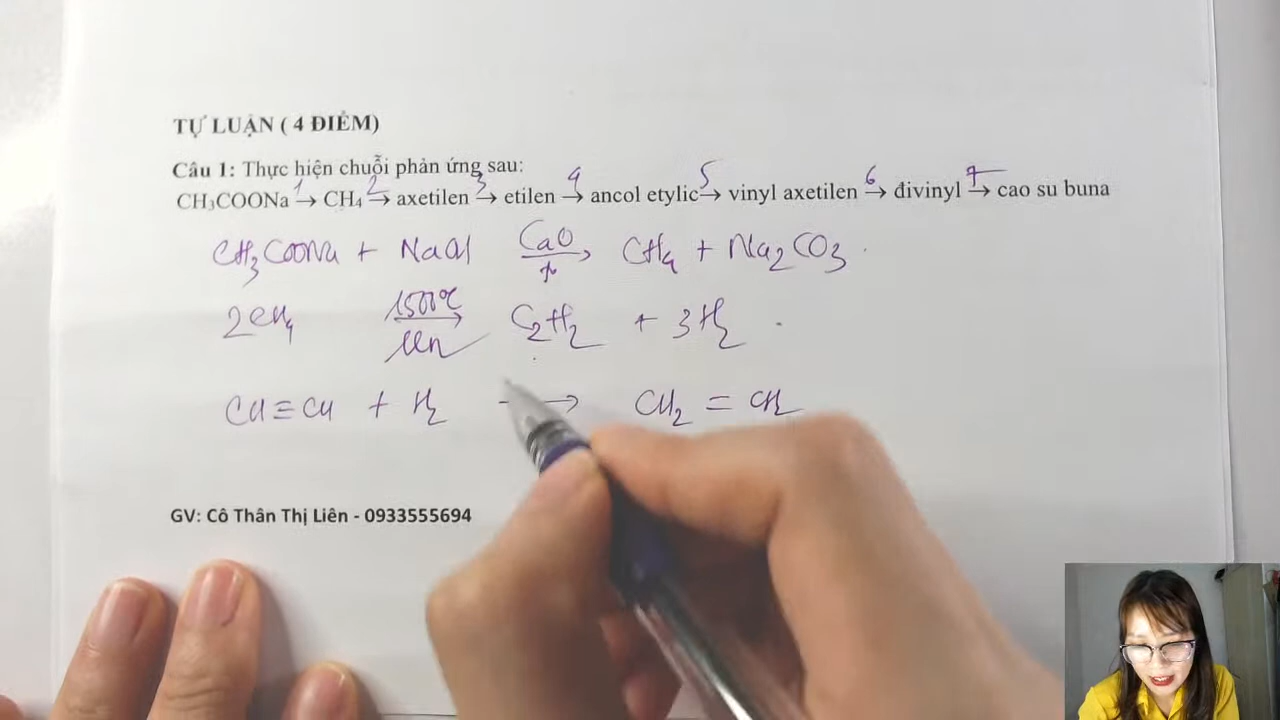 TỰ LUẬN ( 4 ĐIỂM)
Câu 1: Thực hiện chuỗi phản ứng sau:
1 2 3 4 5 6 7
CH₃COONa → CH₄ → axetilen → etilen → ancol etylic→ vinyl axetilen → đivinyl → cao su buna
CH₃COONa + NaOH CaO → t° CH₄ + Na₂CO₃.
2CH₄ 1500°C → lln C₂H₂ + 3H₂.
CH≡CH + H₂ → CH₂ = CH₂
GV: Cô Thân Thị Liên - 0933555694